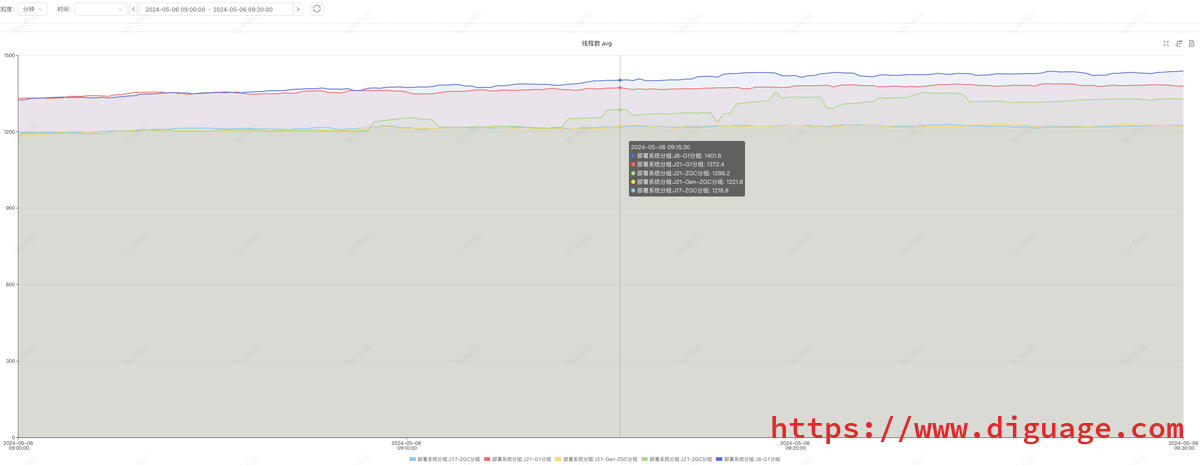 粒度: 分钟 时间: 2024-05-06 09:00:00 - 2024-05-06 09:30:00
线程数 avg
1500
1200
900
600
300
0
2024-05-06 09:15:30
部署系统分组:J8-G1分组: 1401.8
部署系统分组:J21-G1分组: 1372.4
部署系统分组:J21-ZGC分组: 1286.2
部署系统分组:J21-Gen-ZGC分组: 1221.8
部署系统分组:J17-ZGC分组: 1218.8
https://www.diguage.com
2024-05-06 2024-05-06 2024-05-06 2024-05-06
09:00:00 09:10:00 09:20:00 09:30:00
部署系统分组:J17-ZGC分组 部署系统分组:J21-G1分组 部署系统分组:J21-Gen-ZGC分组 部署系统分组:J21-ZGC分组 部署系统分组:J8-G1分组